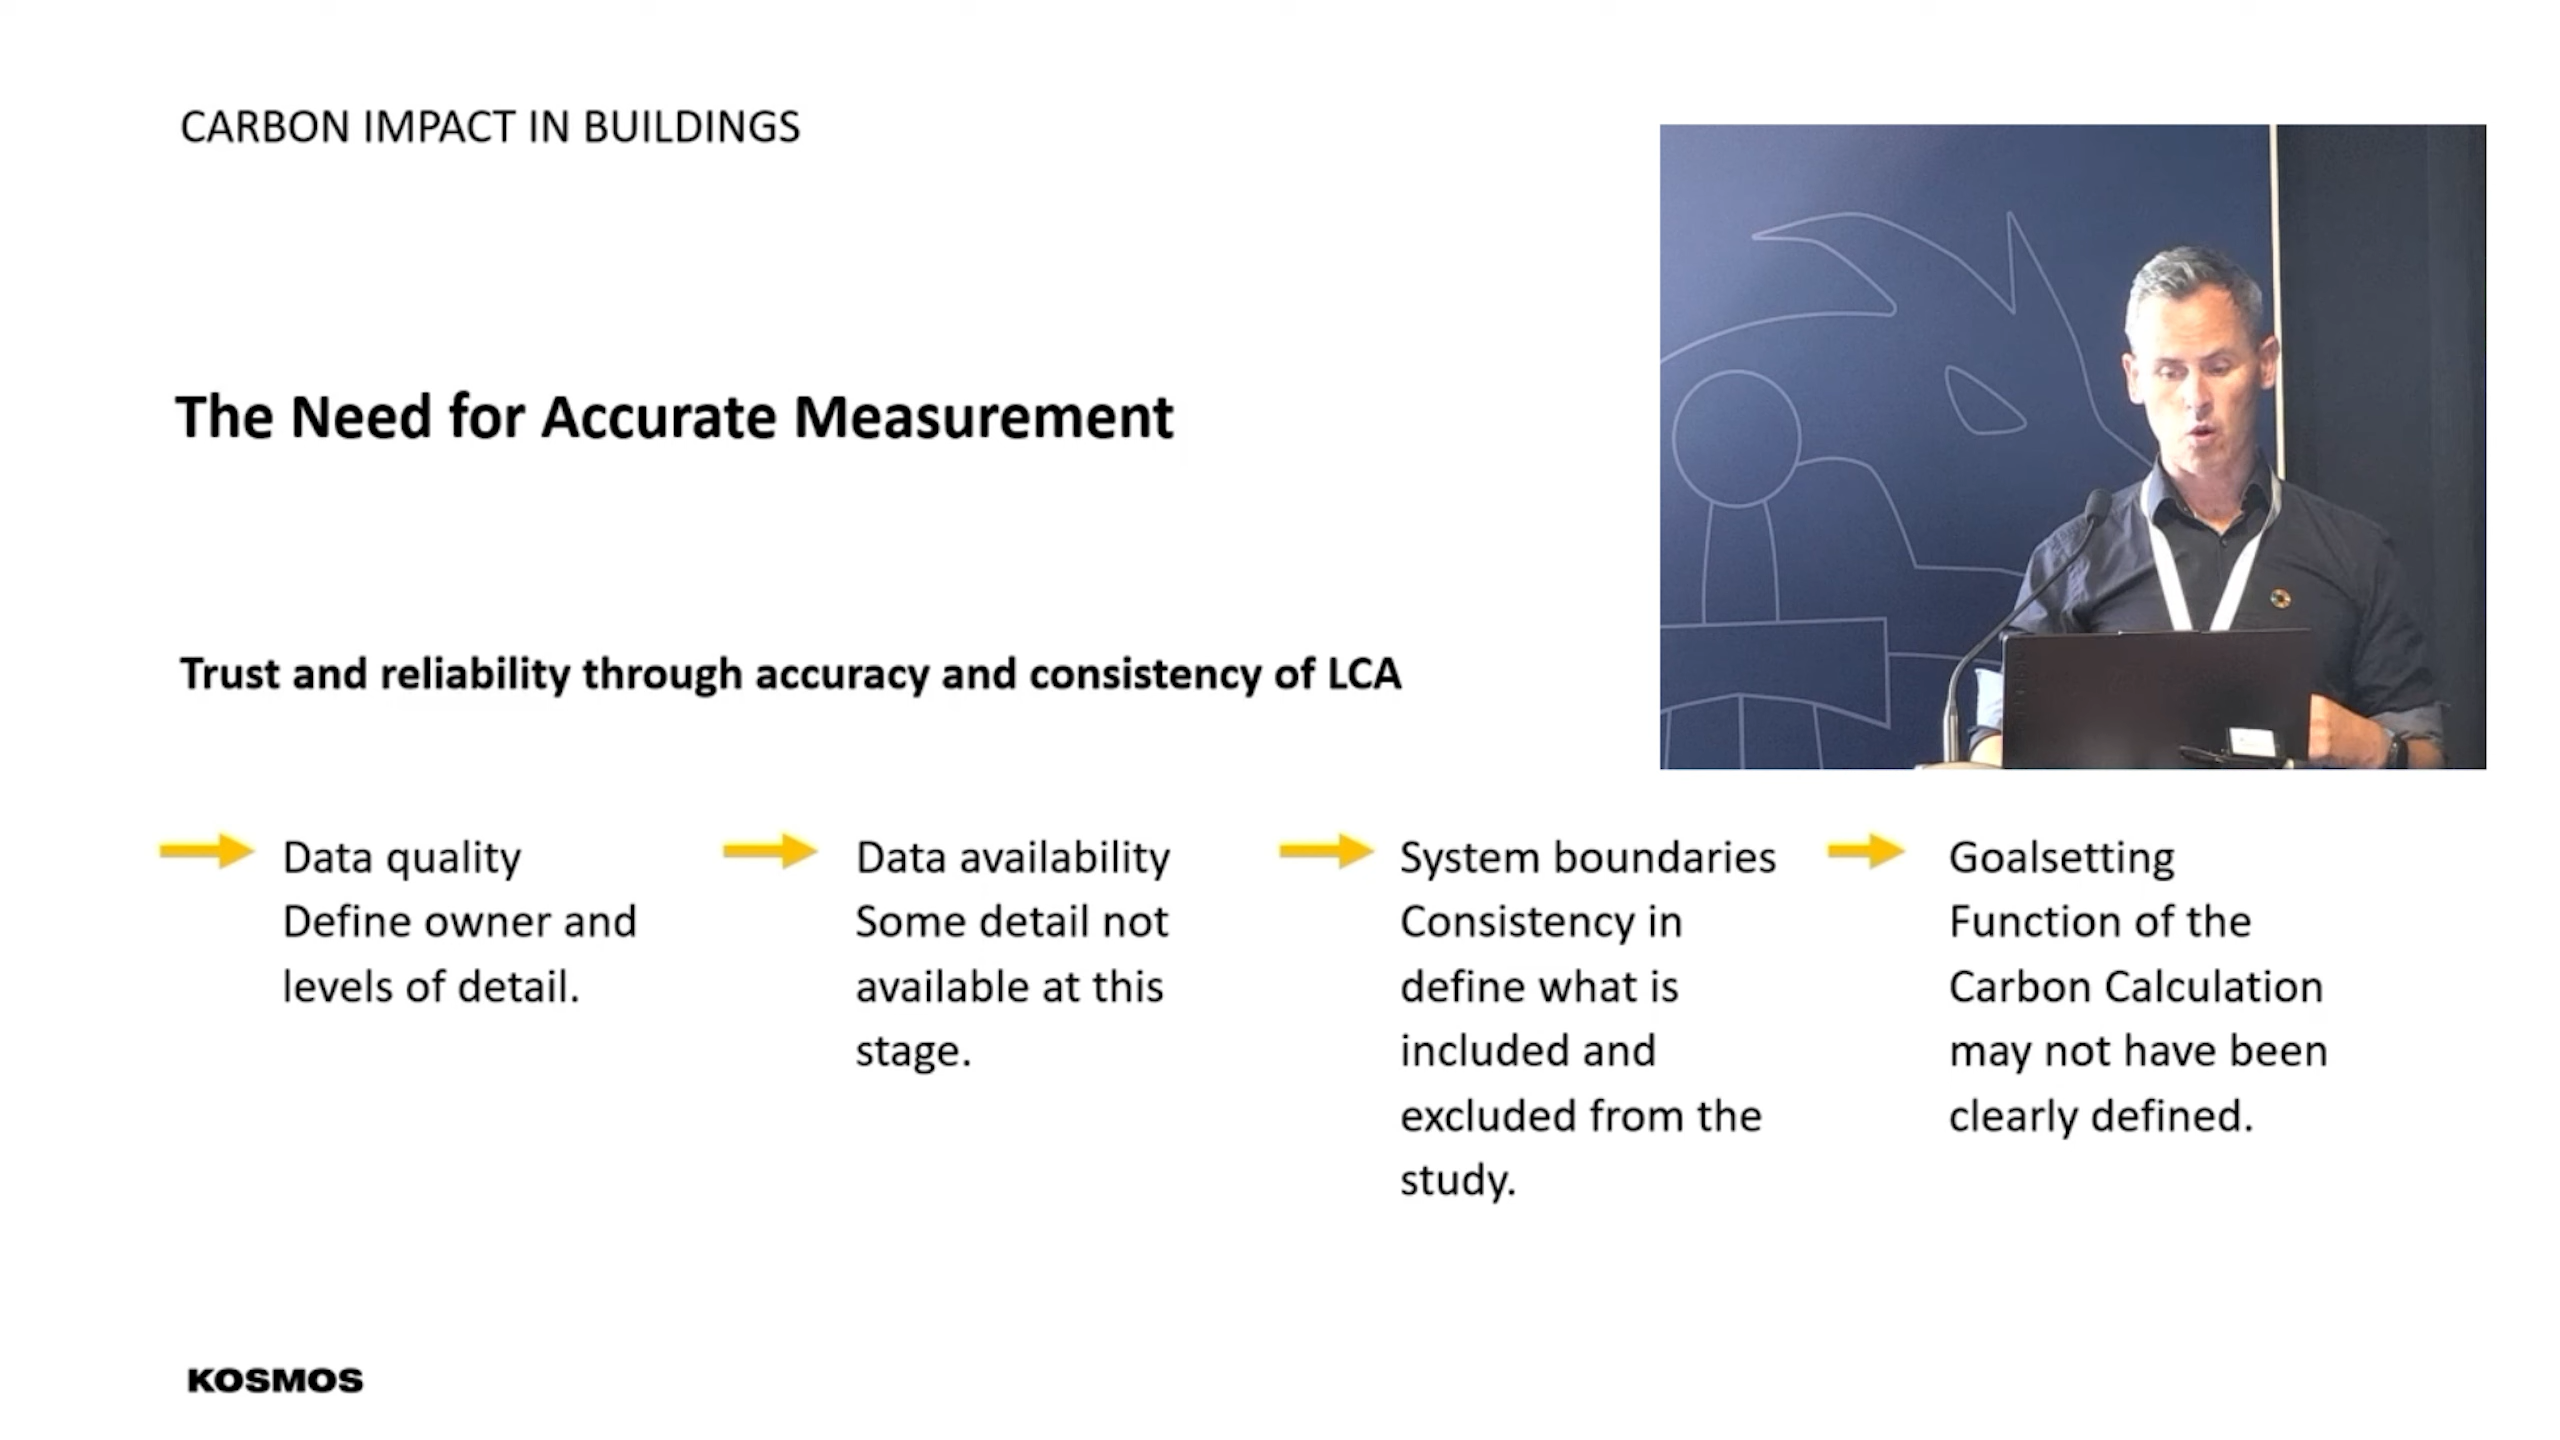 CARBON IMPACT IN BUILDINGS
The Need for Accurate Measurement
Trust and reliability through accuracy and consistency of LCA
Data quality
Define owner and
levels of detail.
Data availability
Some detail not
available at this
stage.
System boundaries
Consistency in
define what is
included and
excluded from the
study.
Goalsetting
Function of the
Carbon Calculation
may not have been
clearly defined.
KOSMOS